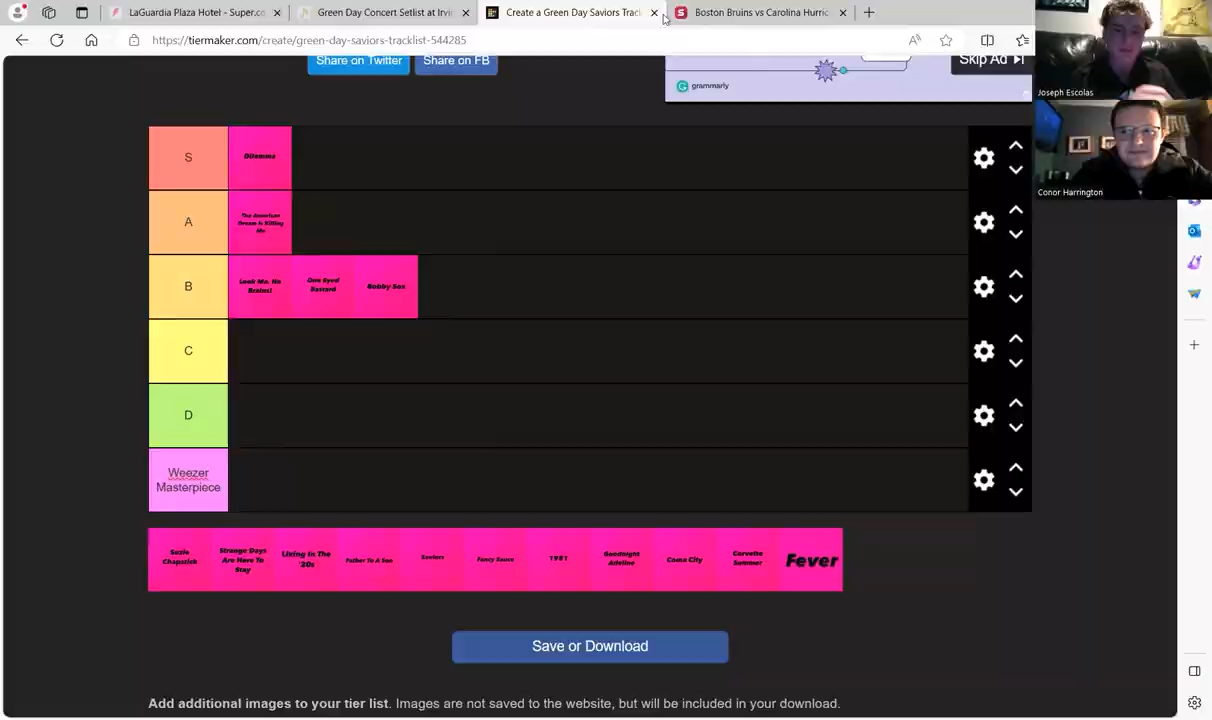 LaGuardia Plaza Hotel - Super.co
Green Day Concert Setlist at Irvi
Create a Green Day Saviors Track
Boston Bruins vs Carolina Hurric
https://tiermaker.com/create/green-day-saviors-tracklist-544285
Joseph Escolas
Conor Harrington
Share on Twitter
Share on FB
Skip Ad
grammarly
S
Dilemma
A
The American
Dream Is Killing
Me
B
Look Ma, No
Brains!
One Eyed
Bastard
Bobby Sox
C
D
Weezer
Masterpiece
Suzie
Chapstick
Strange Days
Are Here To
Stay
Living In The
'20s
Father To A Son
Saviors
Fancy Sauce
1981
Goodnight
Adeline
Coma City
Corvette
Summer
Fever
Save or Download
Add additional images to your tier list. Images are not saved to the website, but will be included in your download.